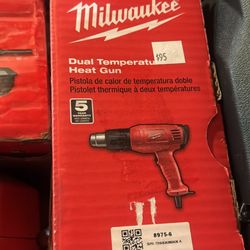 Milwaukee
$95
Dual Temperature
Heat Gun
Pistola de calor de temperatura doble
Pistolet thermique à deux températures
5
YEAR
8975-6